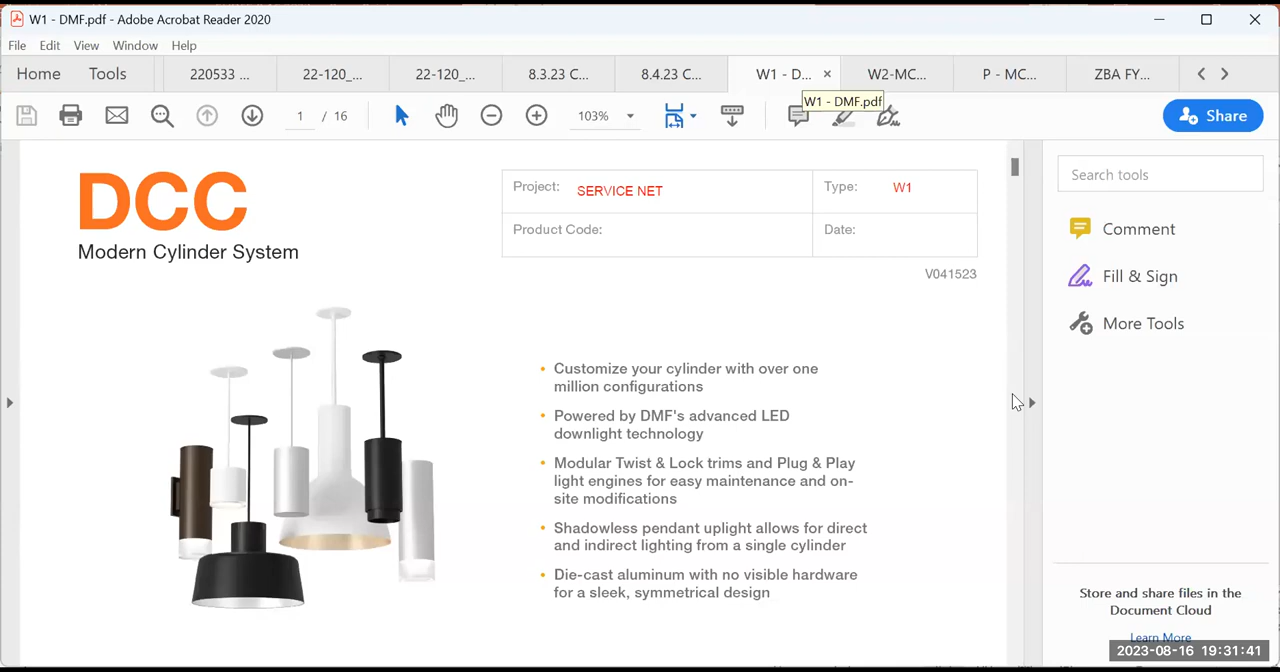 W1 - DMF.pdf - Adobe Acrobat Reader 2020
File Edit View Window Help
Home Tools 220533 ... 22-120_... 22-120_... 8.3.23 C... 8.4.23 C... W1 - D... × W2-MC... P - MC... ZBA FY...
W1 - DMF.pdf
1 / 16 103% Share
DCC
Modern Cylinder System
Project: SERVICE NET Type: W1
Product Code: Date:
V041523
• Customize your cylinder with over one
million configurations
• Powered by DMF's advanced LED
downlight technology
• Modular Twist & Lock trims and Plug & Play
light engines for easy maintenance and on-
site modifications
• Shadowless pendant uplight allows for direct
and indirect lighting from a single cylinder
• Die-cast aluminum with no visible hardware
for a sleek, symmetrical design
Search tools
Comment
Fill & Sign
More Tools
Store and share files in the
Document Cloud
Learn More
2023-08-16 19:31:41